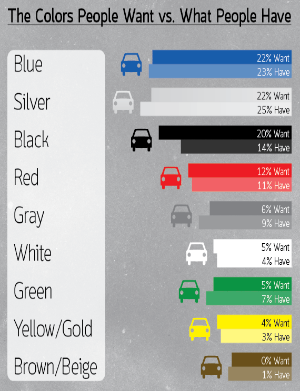 The Colors People Want vs. What People Have
Blue
22% Want
23% Have
Silver
22% Want
25% Have
Black
20% Want
14% Have
Red
12% Want
11% Have
Gray
6% Want
9% Have
White
5% Want
4% Have
Green
5% Want
7% Have
Yellow/Gold
4% Want
3% Have
Brown/Beige
0% Want
1% Have